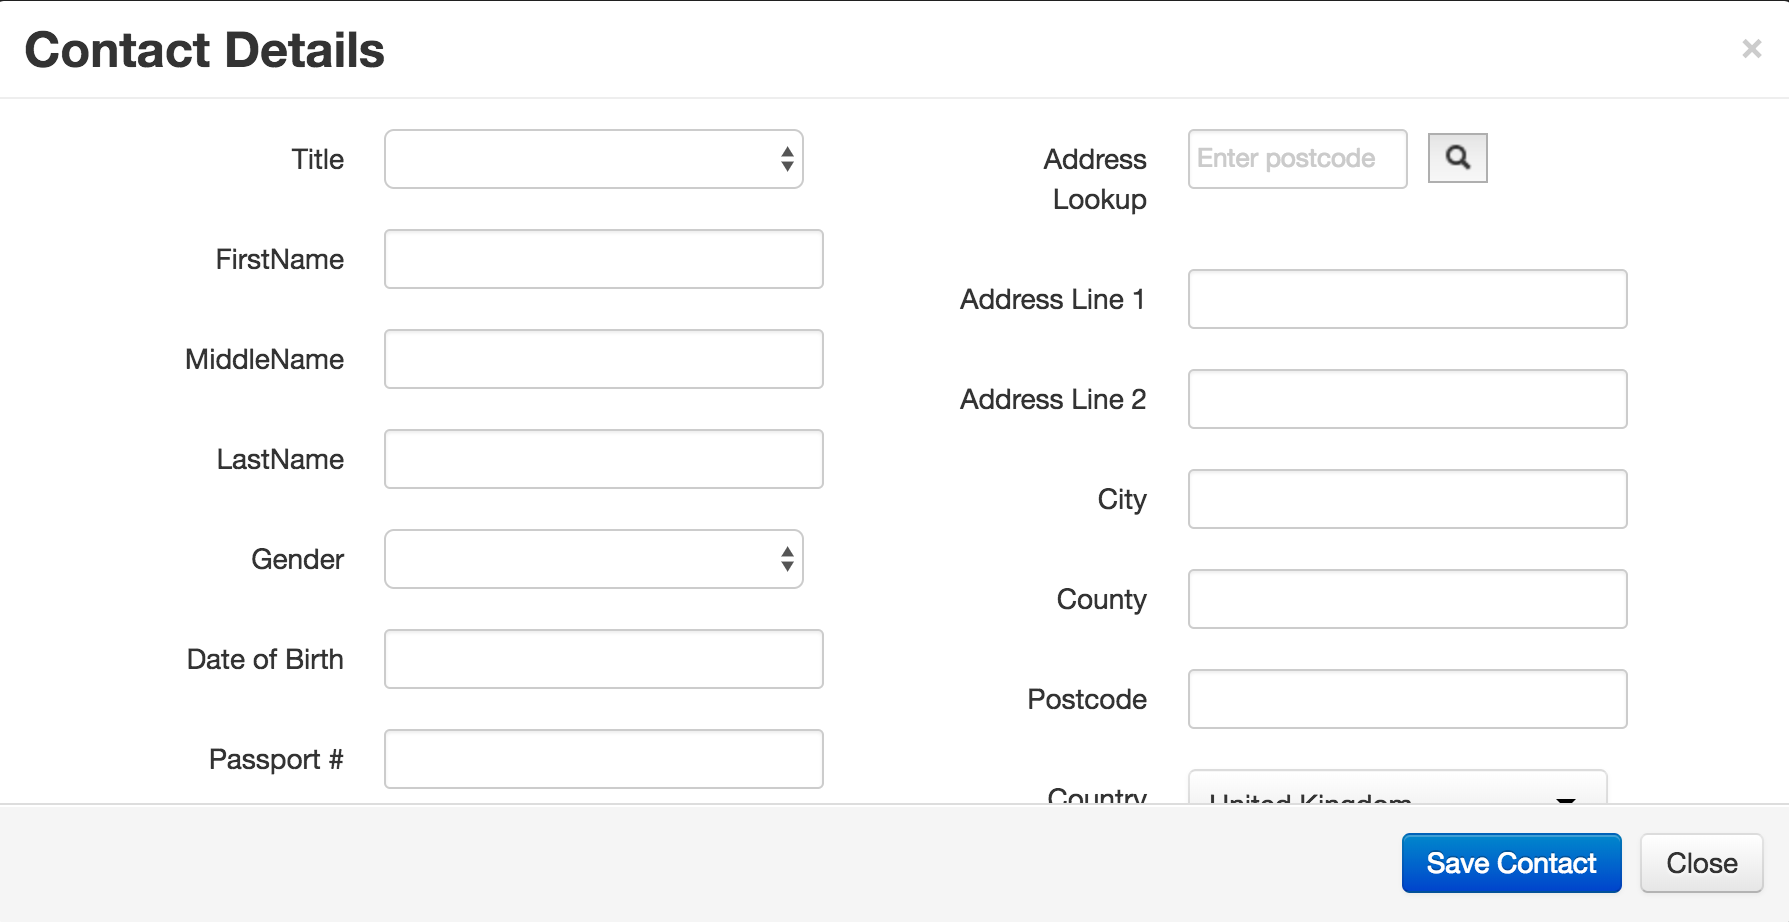 Contact Details
×
Title
FirstName
MiddleName
LastName
Gender
Date of Birth
Passport #
Address
Lookup
Enter postcode
Address Line 1
Address Line 2
City
County
Postcode
Country
United Kingdom
Save Contact
Close